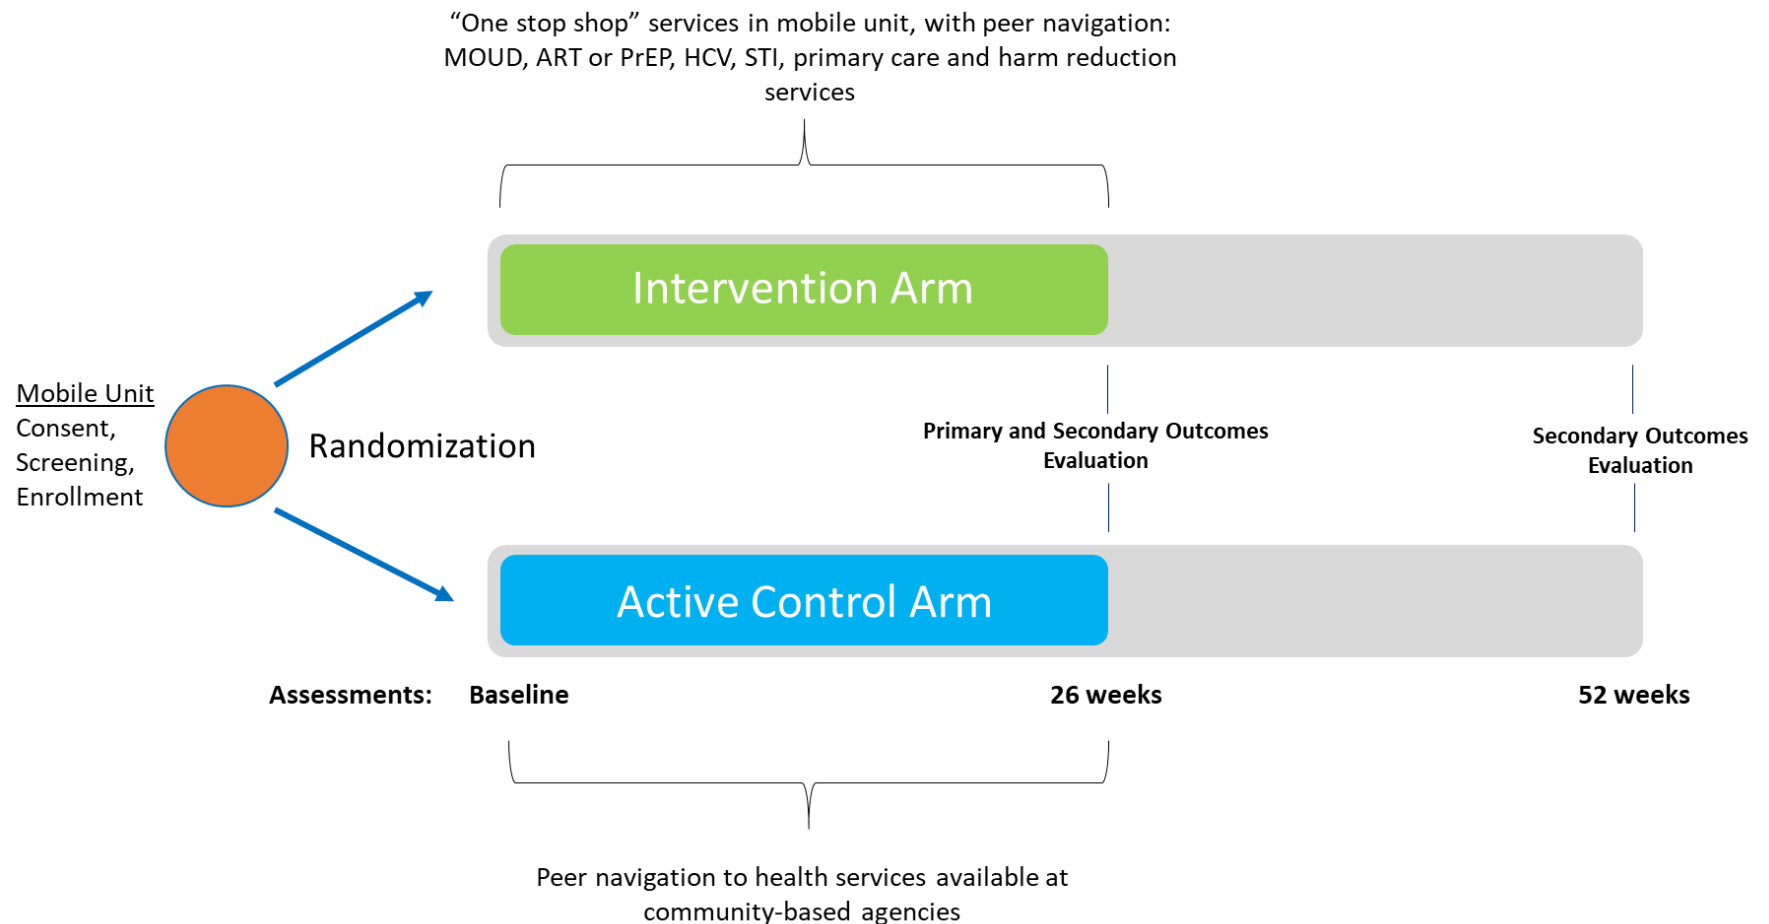 “One stop shop” services in mobile unit, with peer navigation:
MOUD, ART or PrEP, HCV, STI, primary care and harm reduction
services
Intervention Arm
Mobile Unit
Consent,
Screening,
Enrollment
Randomization
Primary and Secondary Outcomes
Evaluation
Secondary Outcomes
Evaluation
Active Control Arm
Assessments: Baseline 26 weeks 52 weeks
Peer navigation to health services available at
community-based agencies